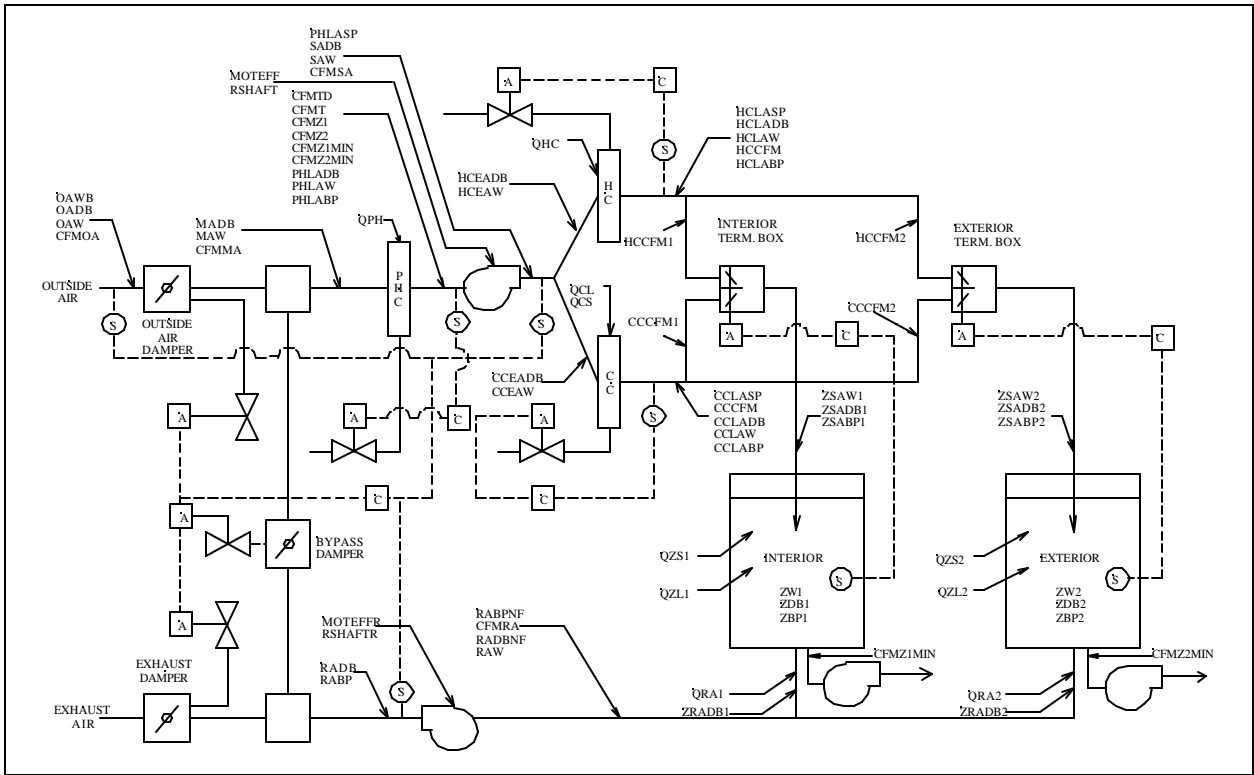 PHLASP
SADB
SAW
CFMSA
MOTEFF
RSHAFT
CFMTD
CFMT
CFMZ1
CFMZ2
CFMZ1MIN
CFMZ2MIN
PHLADB
PHLAW
PHLABP
A
C
S
HCLASP
HCLADB
HCLAW
HCCFM
HCLABP
QHC
HC
HCEADB
HCEAW
OAWB
OADB
OAW
CFMOA
MADB
MAW
CFMMA
QPH
PHC
HCCFM1
INTERIOR
TERM. BOX
HCCFM2
EXTERIOR
TERM. BOX
OUTSIDE
AIR
S
OUTSIDE
AIR
DAMPER
S
S
QCL
QCS
CCCFM1
A
C
CCCFM2
A
C
CCEADB
CCEAW
CC
A
A
C
A
S
CCLASP
CCCFM
CCLADB
CCLAW
CCLABP
ZSAW1
ZSADB1
ZSABP1
ZSAW2
ZSADB2
ZSABP2
C
C
A
BYPASS
DAMPER
QZS1
QZL1
INTERIOR
S
ZW1
ZDB1
ZBP1
QZS2
QZL2
EXTERIOR
S
ZW2
ZDB2
ZBP2
A
MOTEFFR
RSHAFTR
RABPNF
CFMRA
RADBNF
RAW
EXHAUST
DAMPER
RADB
RABP
S
CFMZ1MIN
CFMZ2MIN
QRA1
ZRADB1
QRA2
ZRADB2
EXHAUST
AIR